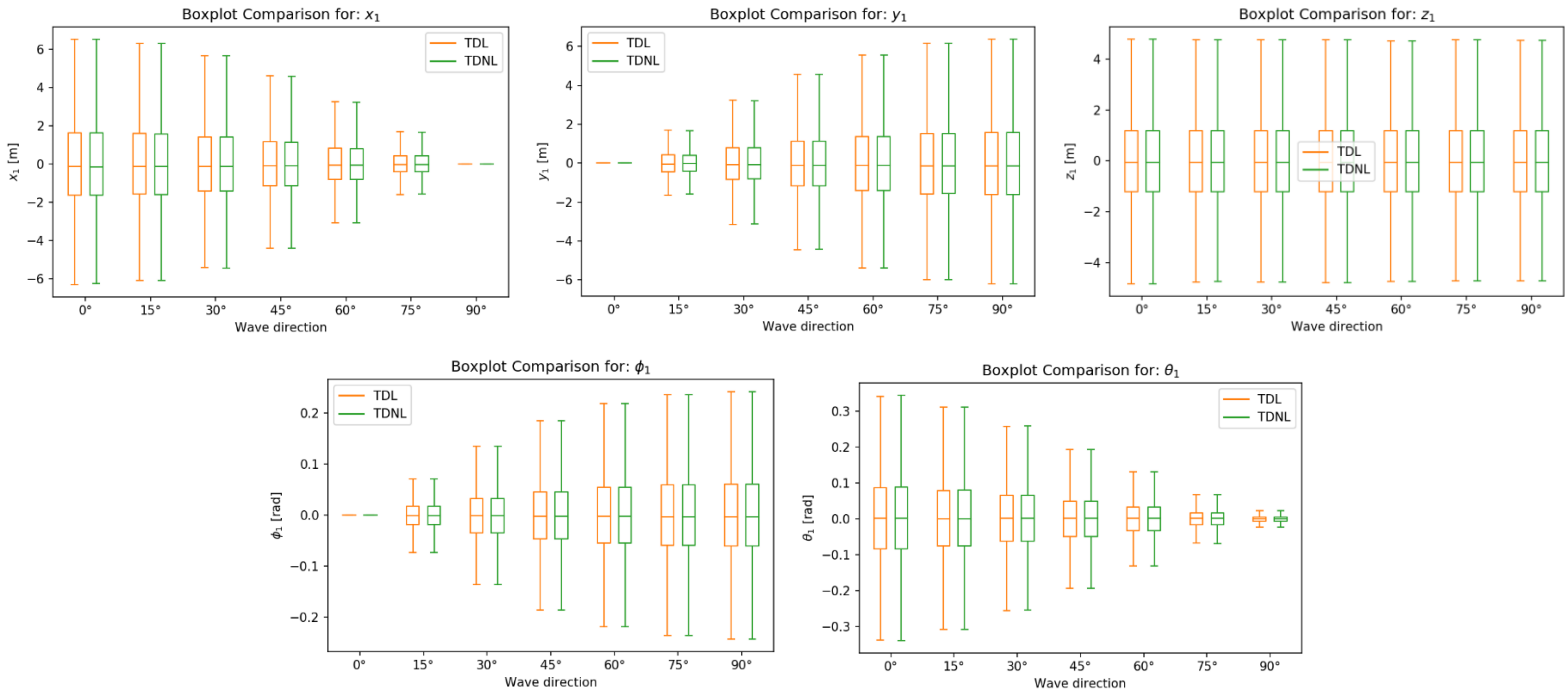 Boxplot Comparison for: x₁
TDL
TDNL
6
4
2
0
−2
−4
−6
x₁ [m]
0° 15° 30° 45° 60° 75° 90°
Wave direction
Boxplot Comparison for: y₁
TDL
TDNL
6
4
2
0
−2
−4
−6
y₁ [m]
0° 15° 30° 45° 60° 75° 90°
Wave direction
Boxplot Comparison for: z₁
TDL
TDNL
4
2
0
−2
−4
z₁ [m]
0° 15° 30° 45° 60° 75° 90°
Wave direction
Boxplot Comparison for: ϕ₁
TDL
TDNL
0.2
0.1
0.0
−0.1
−0.2
ϕ₁ [rad]
0° 15° 30° 45° 60° 75° 90°
Wave direction
Boxplot Comparison for: θ₁
TDL
TDNL
0.3
0.2
0.1
0.0
−0.1
−0.2
−0.3
θ₁ [rad]
0° 15° 30° 45° 60° 75° 90°
Wave direction